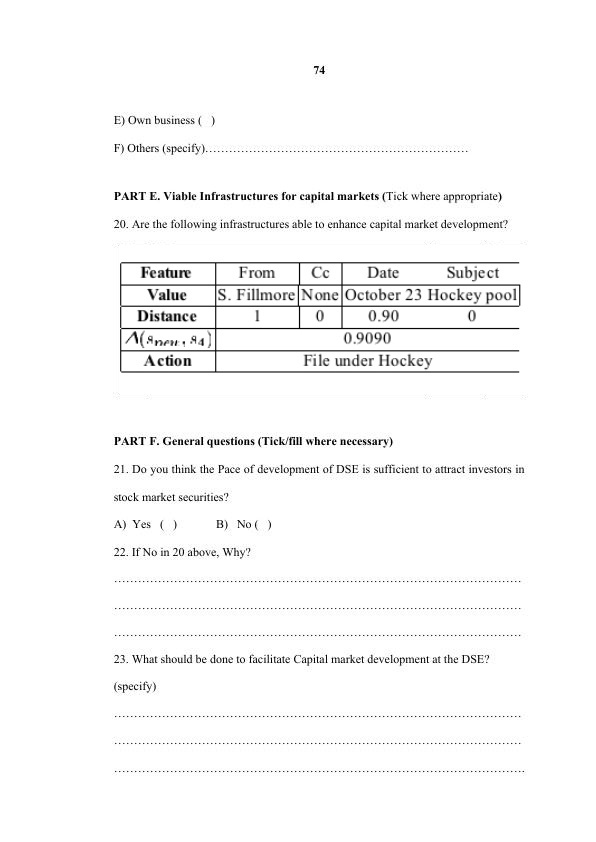 74
E) Own business (   )
F) Others (specify)…………………………………………………………
PART E. Viable Infrastructures for capital markets (Tick where appropriate)
20. Are the following infrastructures able to enhance capital market development?
Feature From Cc Date Subject
Value S. Fillmore None October 23 Hockey pool
Distance 1 0 0.90 0
Λ(s_new, s_4) 0.9090
Action File under Hockey
PART F. General questions (Tick/fill where necessary)
21. Do you think the Pace of development of DSE is sufficient to attract investors in
stock market securities?
A)  Yes   (   )             B)   No (   )
22. If No in 20 above, Why?
…………………………………………………………………………………………
…………………………………………………………………………………………
…………………………………………………………………………………………
23. What should be done to facilitate Capital market development at the DSE?
(specify)
…………………………………………………………………………………………
…………………………………………………………………………………………
………………………………………………………………………………………….